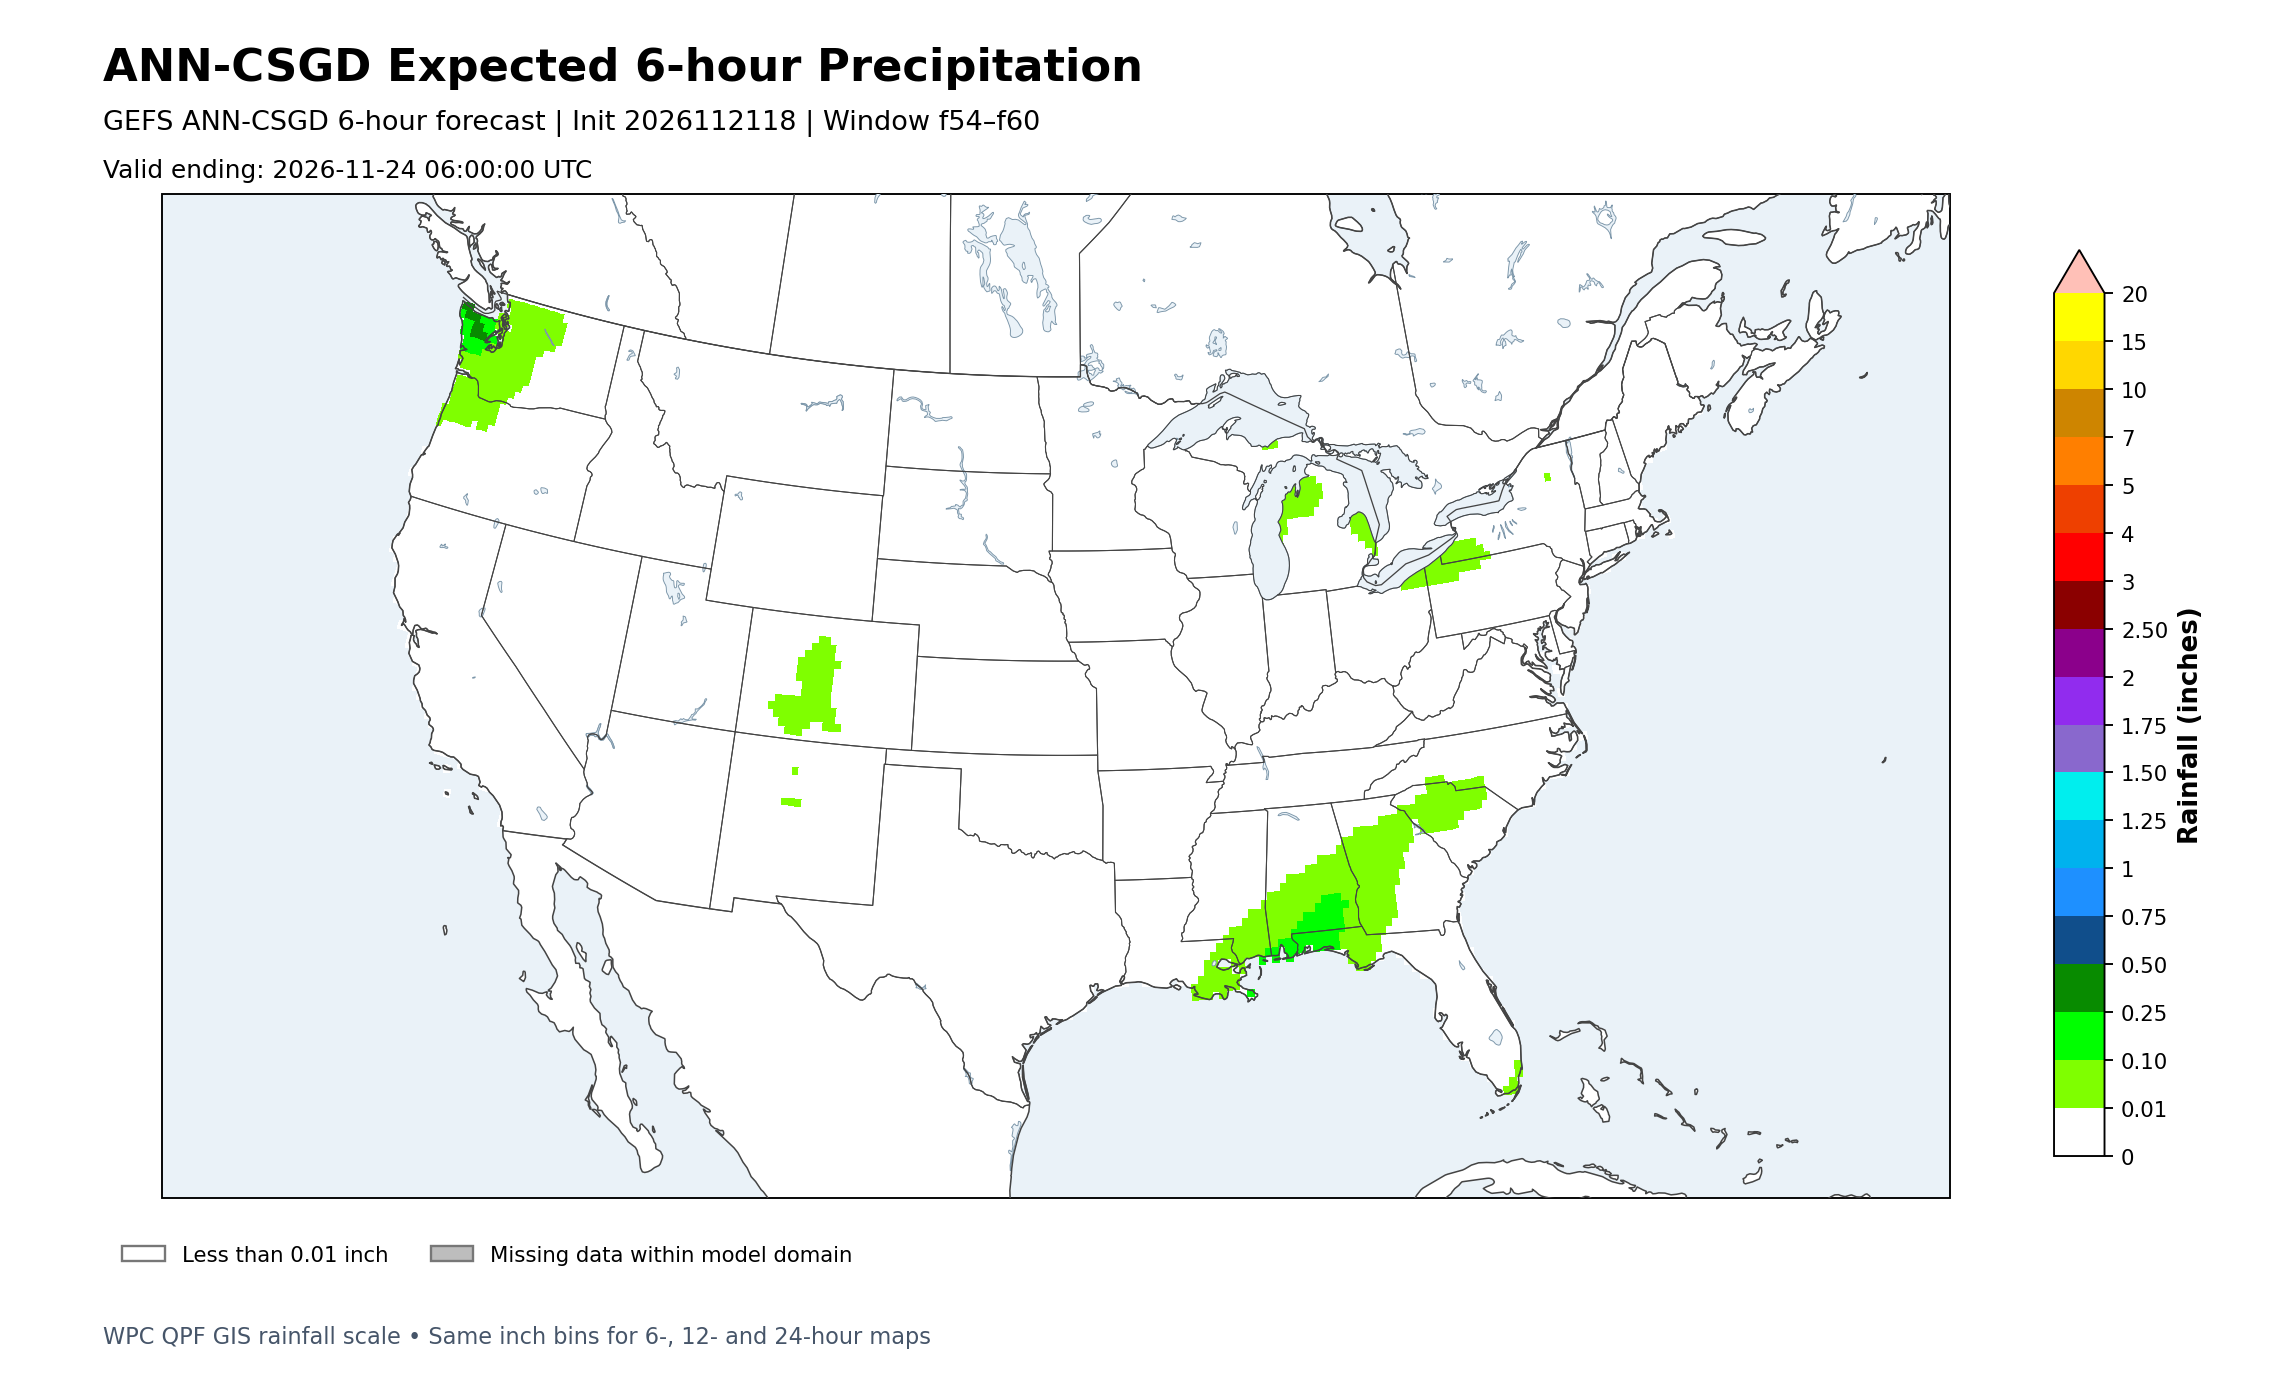 ANN-CSGD Expected 6-hour Precipitation
GEFS ANN-CSGD 6-hour forecast | Init 2026112118 | Window f54–f60
Valid ending: 2026-11-24 06:00:00 UTC
20
15
10
7
5
4
3
2.50
2
1.75
1.50
1.25
1
0.75
0.50
0.25
0.10
0.01
0
Rainfall (inches)
Less than 0.01 inch
Missing data within model domain
WPC QPF GIS rainfall scale • Same inch bins for 6-, 12- and 24-hour maps